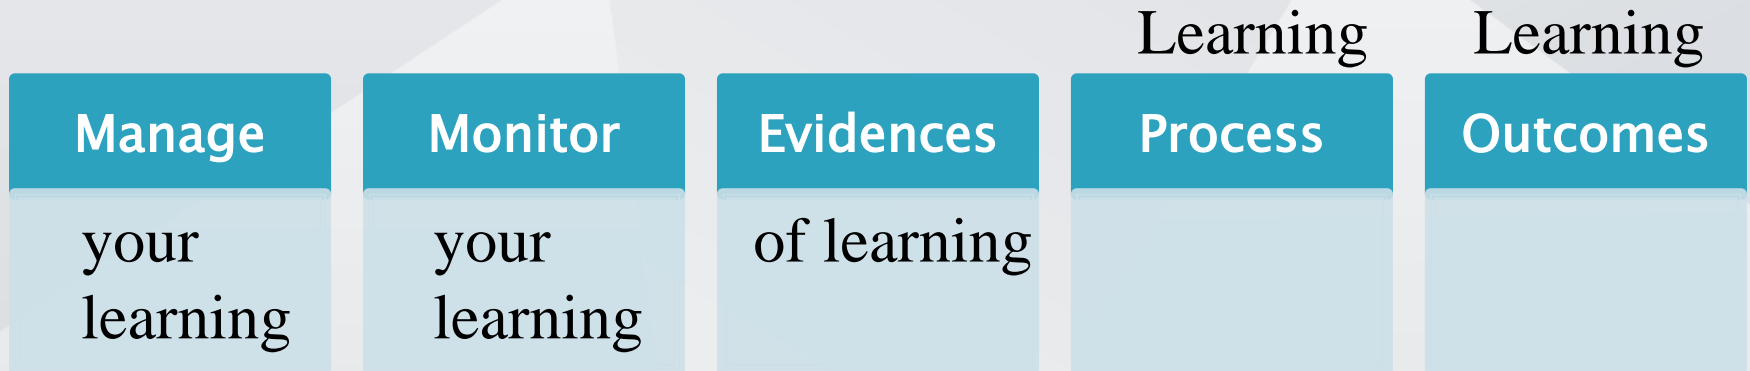 Learning Learning
Manage Monitor Evidences Process Outcomes
your your of learning
learning learning